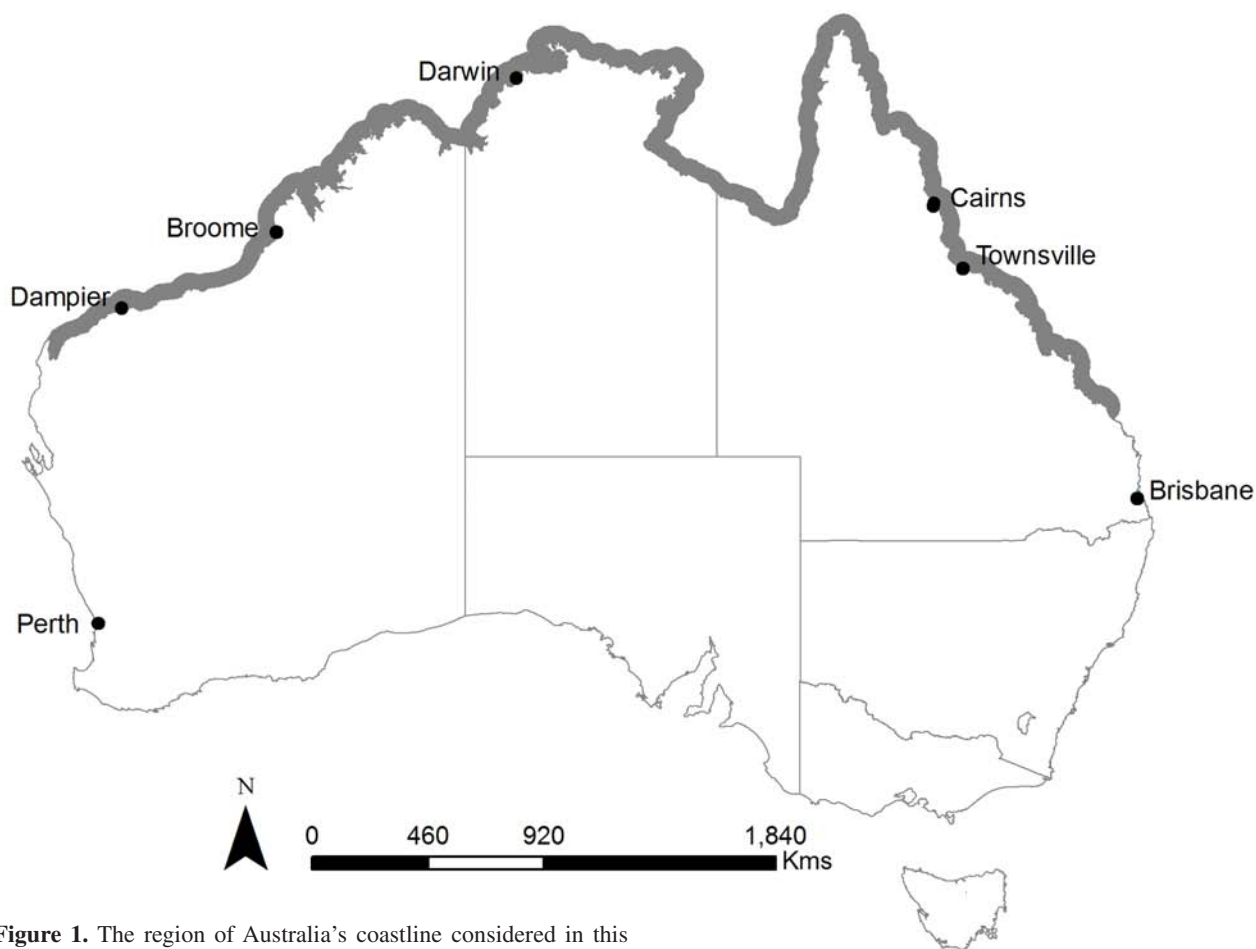 Darwin
Cairns
Broome
Townsville
Dampier
Brisbane
Perth
N
0 460 920 1,840
Kms
Figure 1. The region of Australia's coastline considered in this